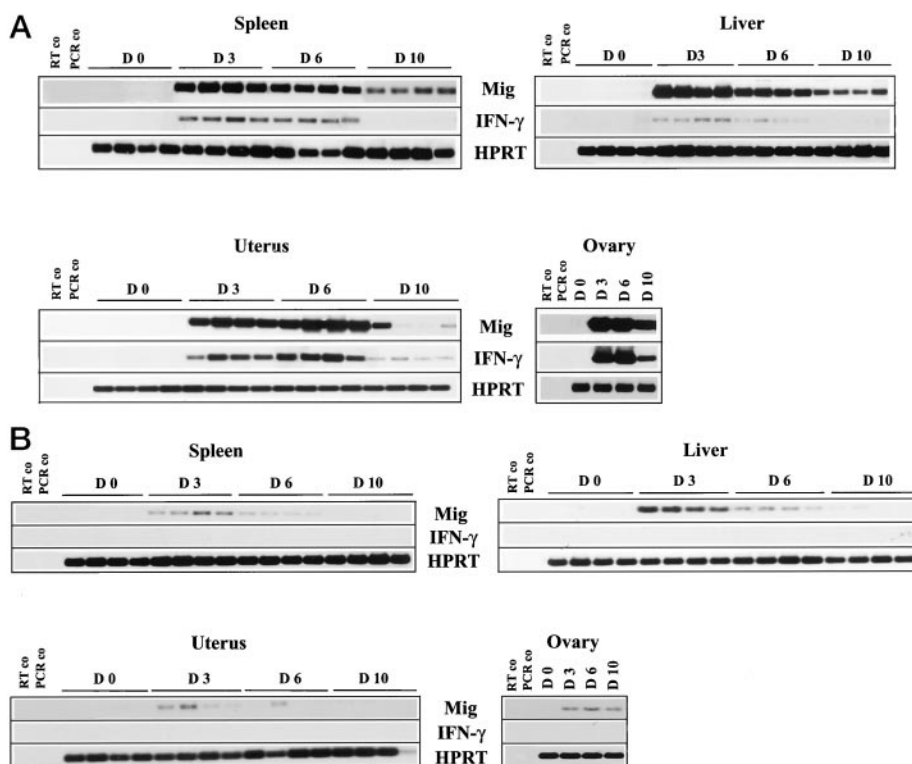 A
Spleen
RT co
PCR co
D 0
D 3
D 6
D 10
Liver
RT co
PCR co
D 0
D3
D 6
D 10
Mig
IFN-γ
HPRT
Uterus
RT co
PCR co
D 0
D 3
D 6
D 10
Ovary
RT co
PCR co
D 0
D 3
D 6
D 10
Mig
IFN-γ
HPRT
B
Spleen
RT co
PCR co
D 0
D 3
D 6
D 10
Liver
RT co
PCR co
D 0
D 3
D 6
D 10
Mig
IFN-γ
HPRT
Uterus
RT co
PCR co
D 0
D 3
D 6
D 10
Ovary
RT co
PCR co
D 0
D 3
D 6
D 10
Mig
IFN-γ
HPRT